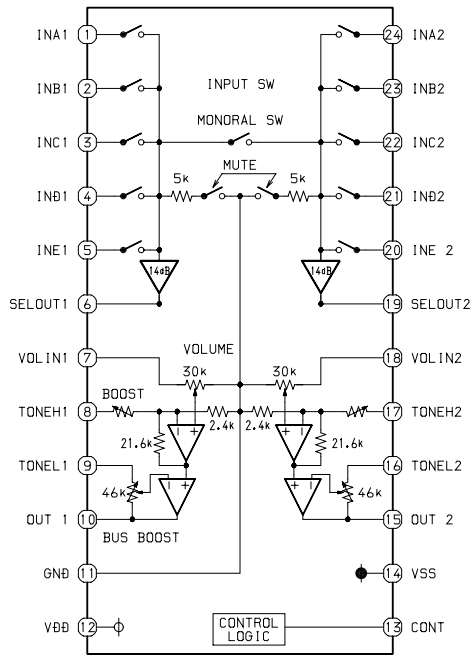 INA1 1 24 INA2
INB1 2 INPUT SW 23 INB2
MONORAL SW
INC1 3 22 INC2
MUTE
5k 5k
IND1 4 21 IND2
INE1 5 20 INE 2
14dB 14dB
SELOUT1 6 19 SELOUT2
VOLUME
VOLIN1 7 18 VOLIN2
30k 30k
BOOST
TONEH1 8 17 TONEH2
2.4k 2.4k
21.6k - + + - 21.6k
TONEL1 9 16 TONEL2
46k + - + - 46k
OUT 1 10 15 OUT 2
BUS BOOST
GND 11 14 VSS
VDD 12 CONTROL 13 CONT
LOGIC